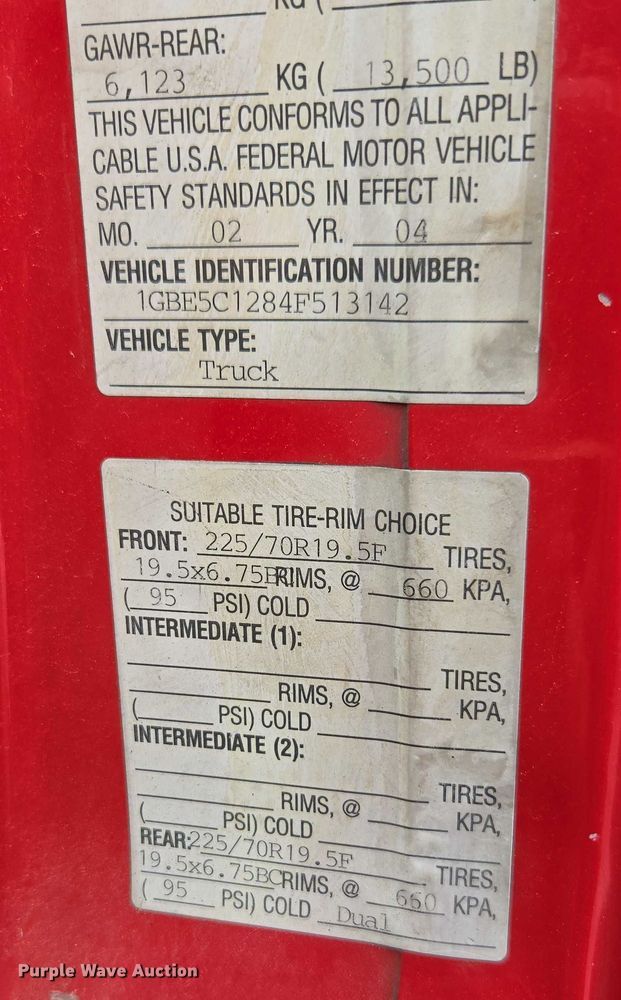 KG (
GAWR-REAR:
6,123 KG ( 13,500 LB)
THIS VEHICLE CONFORMS TO ALL APPLI-
CABLE U.S.A. FEDERAL MOTOR VEHICLE
SAFETY STANDARDS IN EFFECT IN:
MO. 02 YR. 04
VEHICLE IDENTIFICATION NUMBER:
1GBE5C1284F513142
VEHICLE TYPE:
Truck
SUITABLE TIRE-RIM CHOICE
FRONT: 225/70R19.5F TIRES,
19.5x6.75BC RIMS, @ 660 KPA,
( 95 PSI) COLD
INTERMEDIATE (1):
TIRES,
RIMS, @ KPA,
( PSI) COLD
INTERMEDIATE (2):
TIRES,
RIMS, @ KPA,
( PSI) COLD
REAR: 225/70R19.5F TIRES,
19.5x6.75BC RIMS, @ 660 KPA,
( 95 PSI) COLD Dual
Purple Wave Auction